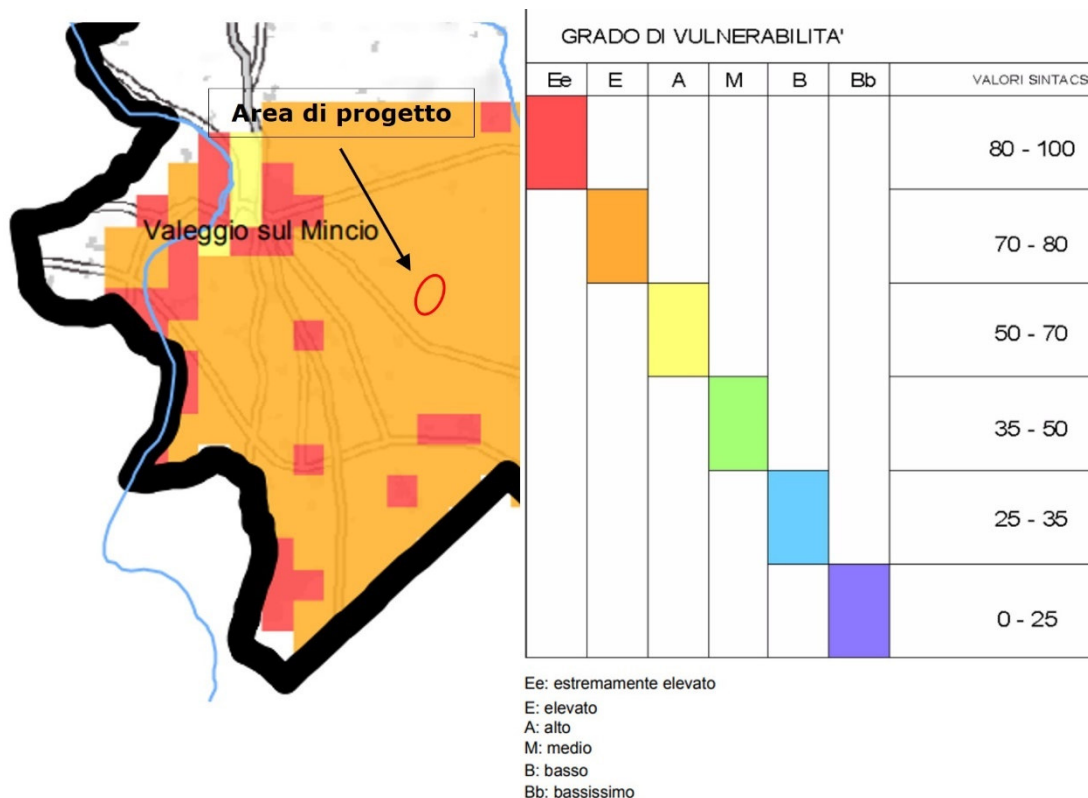 Area di progetto
Valeggio sul Mincio
GRADO DI VULNERABILITA'
Ee E A M B Bb VALORI SINTACS
80 - 100
70 - 80
50 - 70
35 - 50
25 - 35
0 - 25
Ee: estremamente elevato
E: elevato
A: alto
M: medio
B: basso
Bb: bassissimo